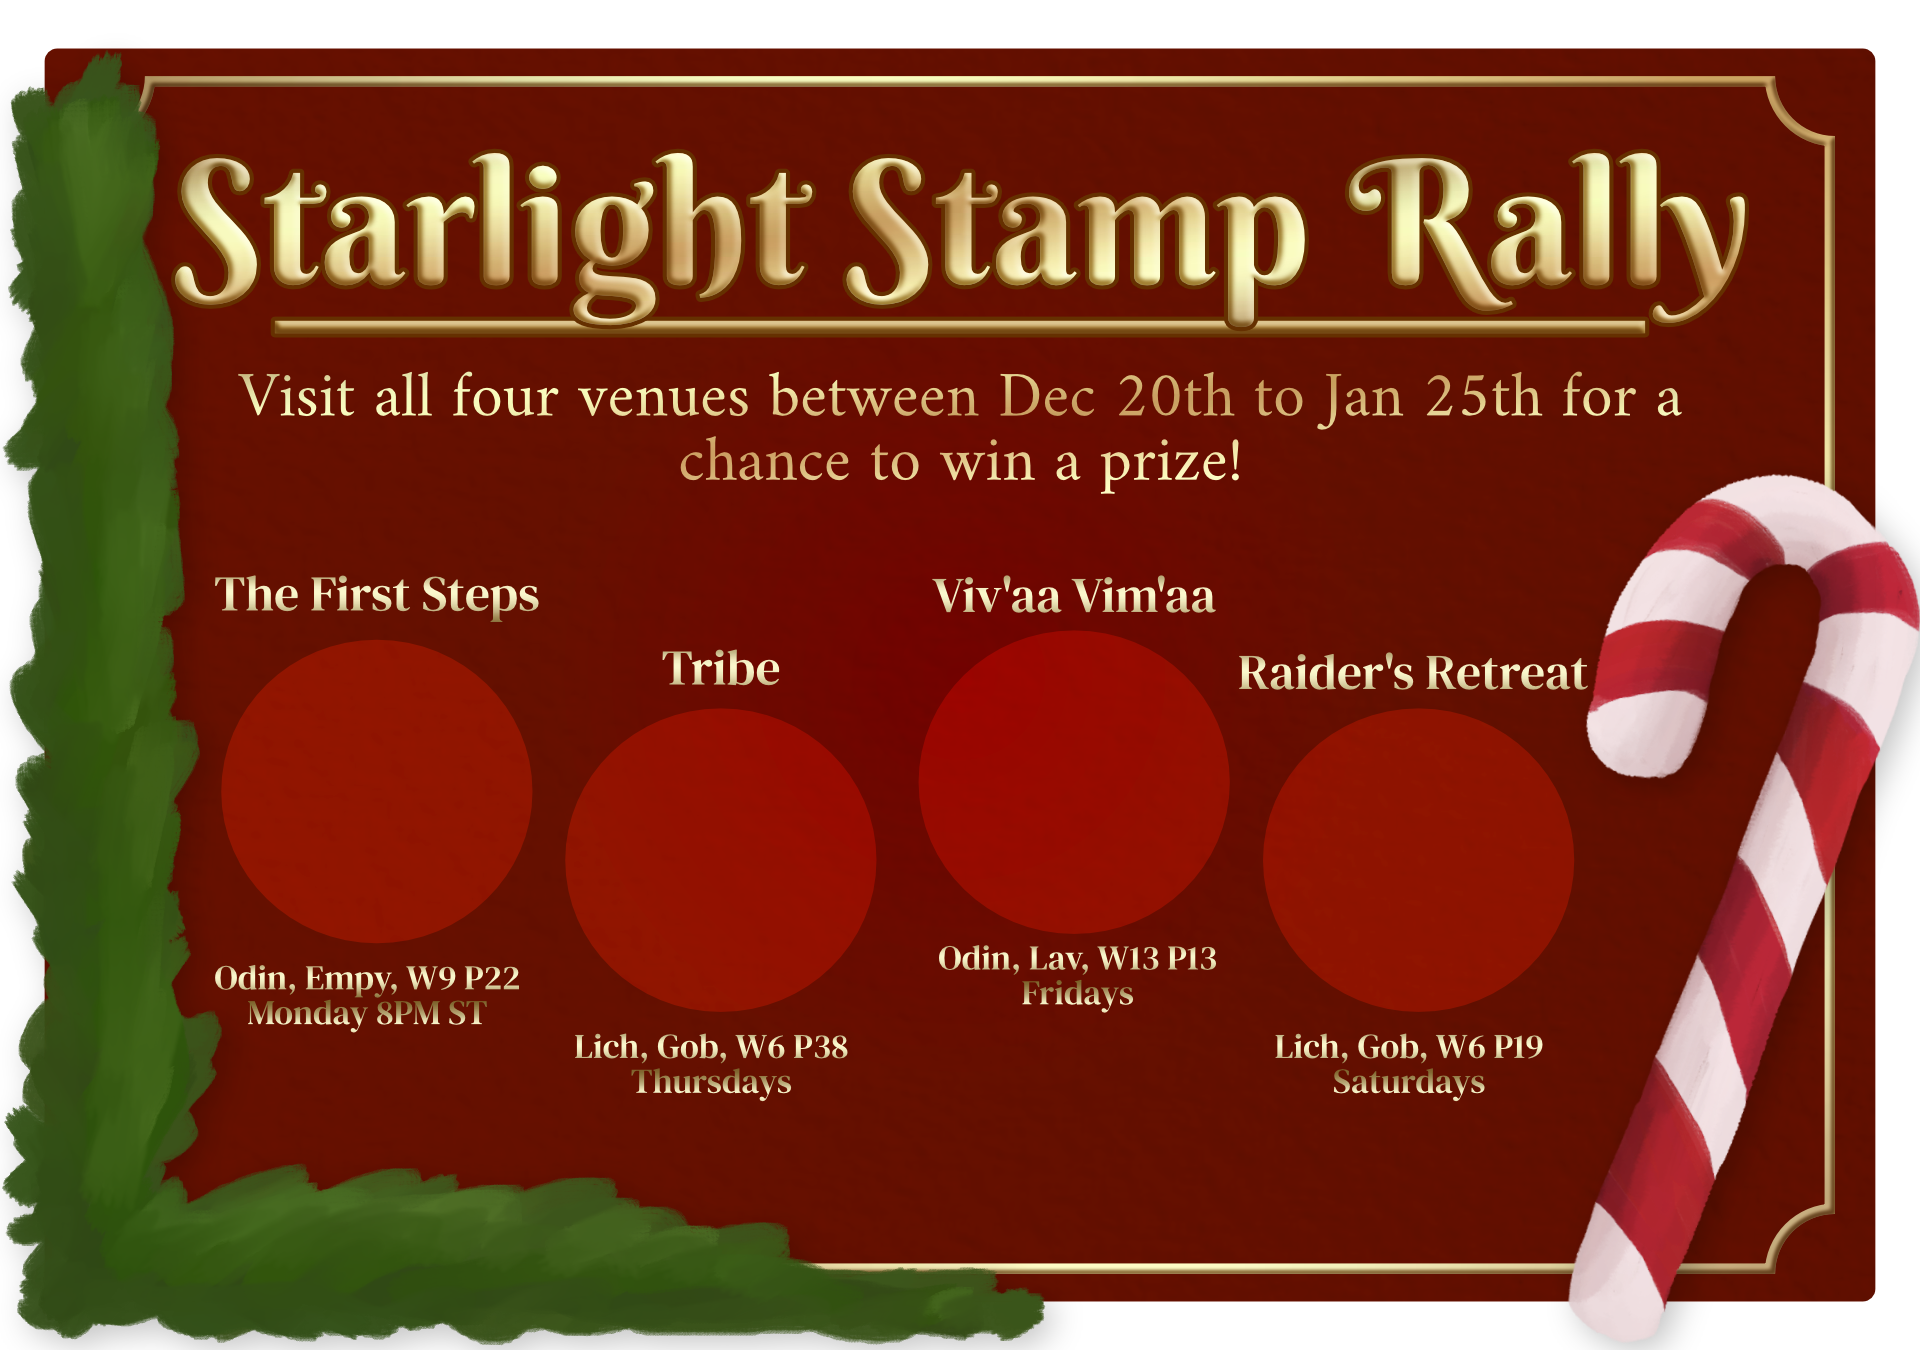 Starlight Stamp Rally
Visit all four venues between Dec 20th to Jan 25th for a
chance to win a prize!
The First Steps
Odin, Empy, W9 P22
Monday 8PM ST
Tribe
Lich, Gob, W6 P38
Thursdays
Viv'aa Vim'aa
Odin, Lav, W13 P13
Fridays
Raider's Retreat
Lich, Gob, W6 P19
Saturdays